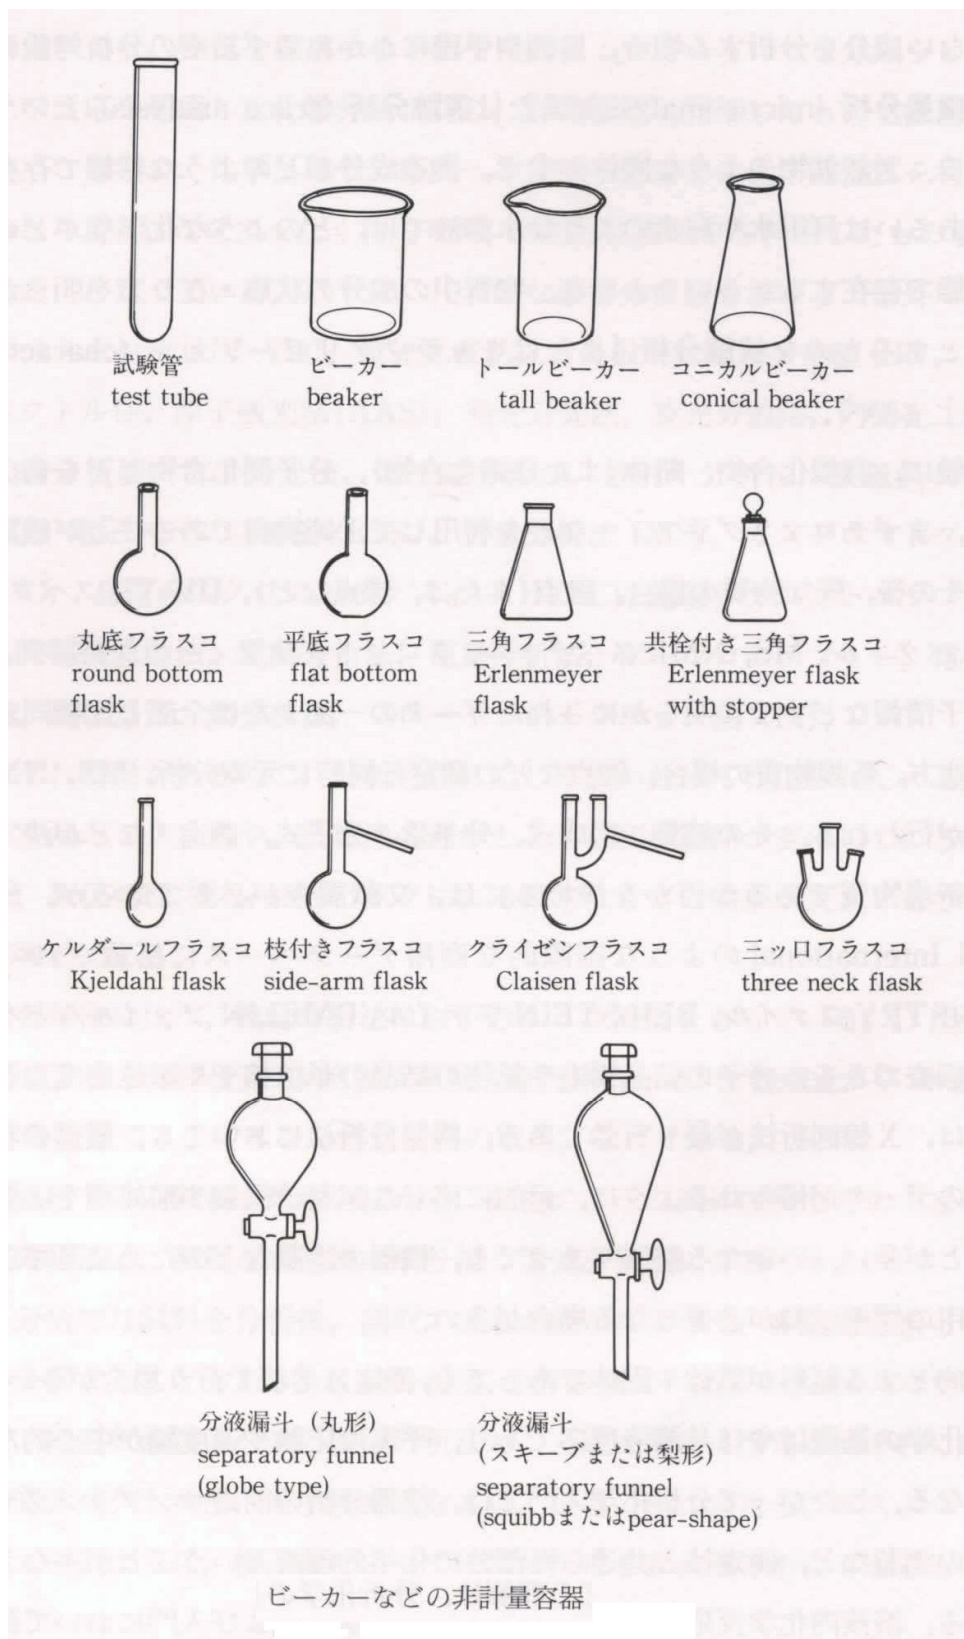 試験管
test tube
ビーカー
beaker
トールビーカー
tall beaker
コニカルビーカー
conical beaker
丸底フラスコ
round bottom
flask
平底フラスコ
flat bottom
flask
三角フラスコ
Erlenmeyer
flask
共栓付き三角フラスコ
Erlenmeyer flask
with stopper
ケルダールフラスコ
Kjeldahl flask
枝付きフラスコ
side-arm flask
クライゼンフラスコ
Claisen flask
三ッ口フラスコ
three neck flask
分液漏斗（丸形）
separatory funnel
(globe type)
分液漏斗
(スキーブまたは梨形)
separatory funnel
(squibbまたはpear-shape)
ビーカーなどの非計量容器